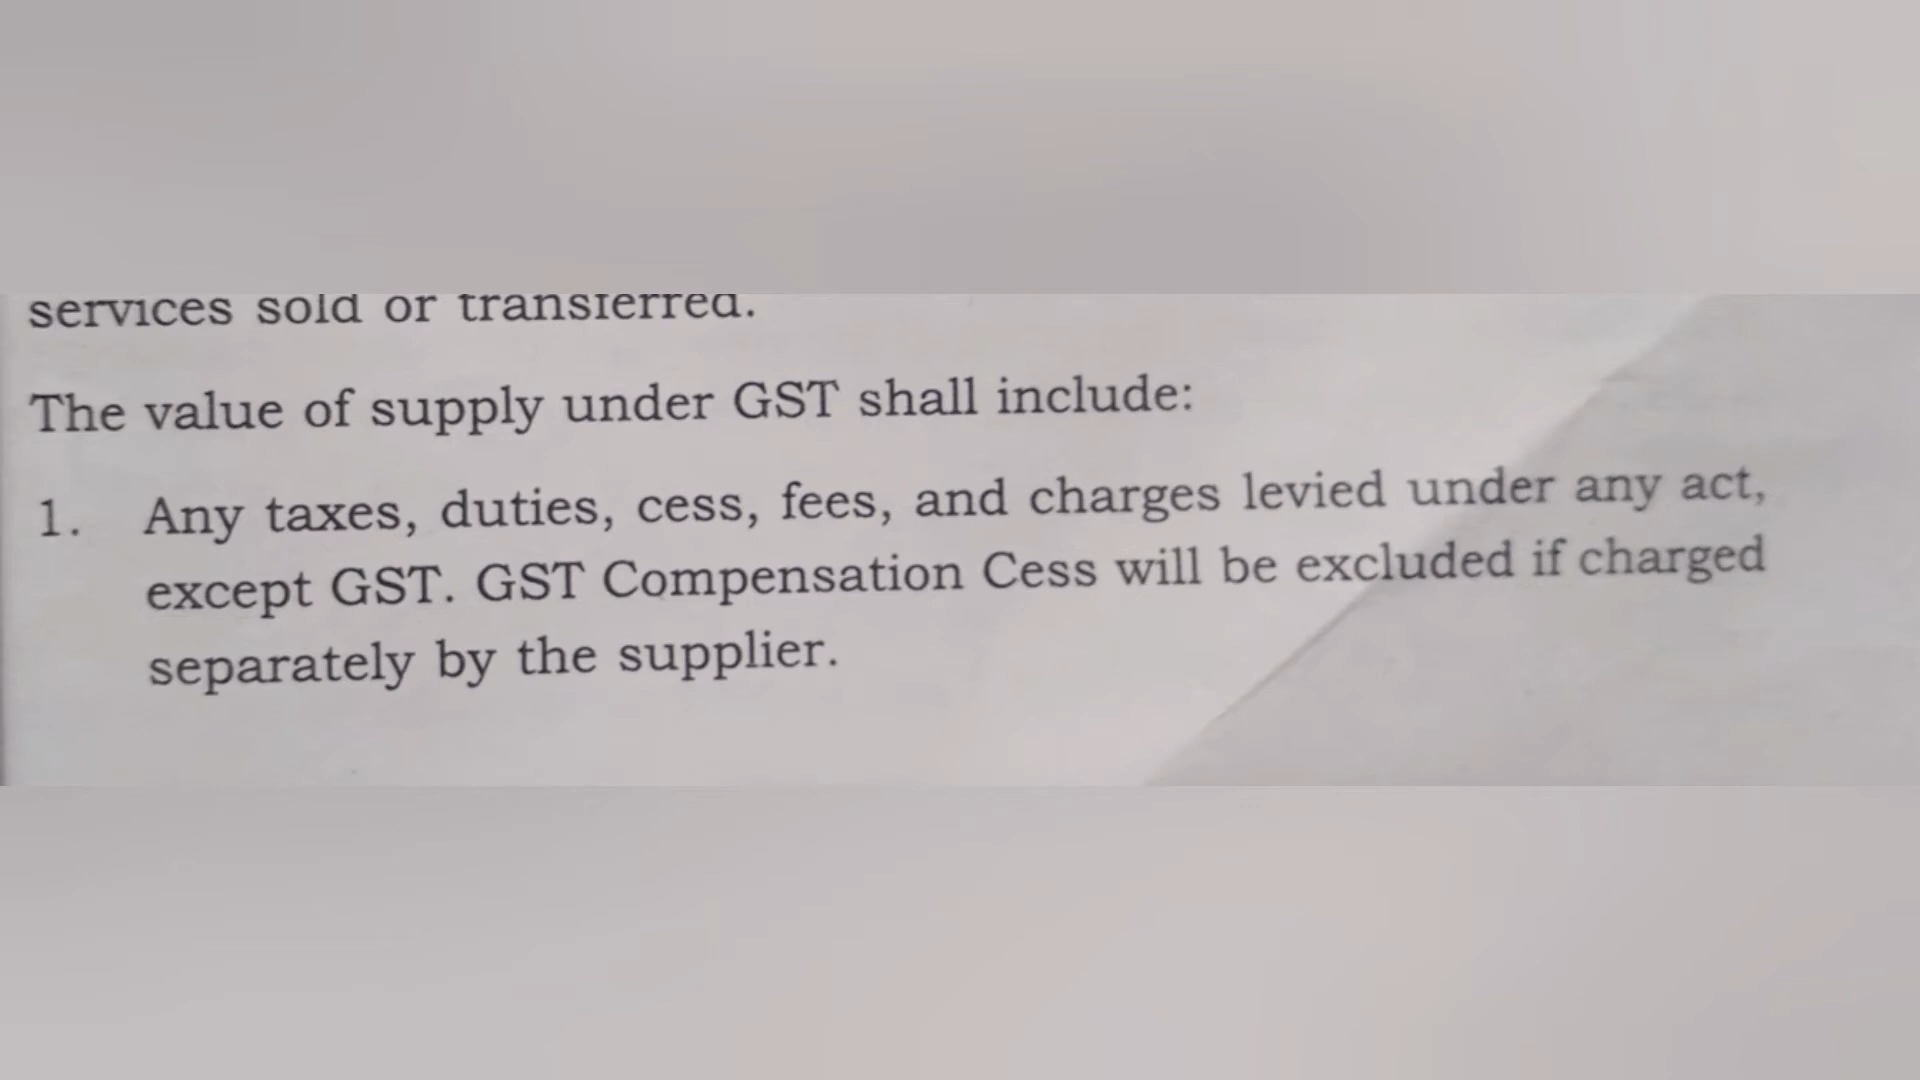 services sold or transferred.
The value of supply under GST shall include:
1. Any taxes, duties, cess, fees, and charges levied under any act,
except GST. GST Compensation Cess will be excluded if charged
separately by the supplier.